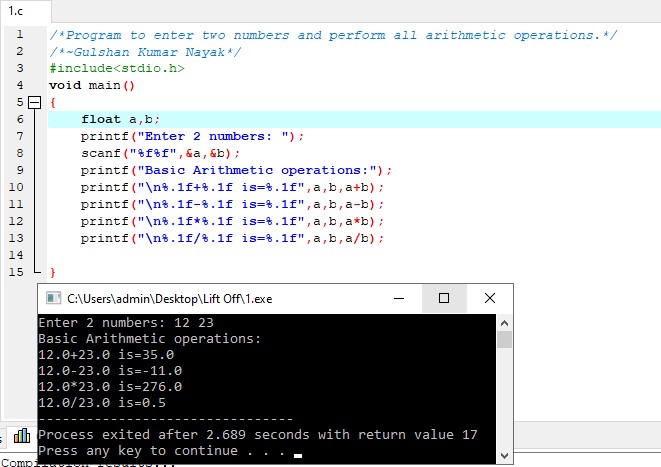 1.c
1 /*Program to enter two numbers and perform all arithmetic operations.*/
2 /*~Gulshan Kumar Nayak*/
3 #include<stdio.h>
4 void main()
5 {
6 float a,b;
7 printf("Enter 2 numbers: ");
8 scanf("%f%f",&a,&b);
9 printf("Basic Arithmetic operations:");
10 printf("\n%.1f+%.1f is=%.1f",a,b,a+b);
11 printf("\n%.1f-%.1f is=%.1f",a,b,a-b);
12 printf("\n%.1f*%.1f is=%.1f",a,b,a*b);
13 printf("\n%.1f/%.1f is=%.1f",a,b,a/b);
14
15 }
C:\Users\admin\Desktop\Lift Off\1.exe
Enter 2 numbers: 12 23
Basic Arithmetic operations:
12.0+23.0 is=35.0
12.0-23.0 is=-11.0
12.0*23.0 is=276.0
12.0/23.0 is=0.5
--------------------------------
Process exited after 2.689 seconds with return value 17
Press any key to continue . . .